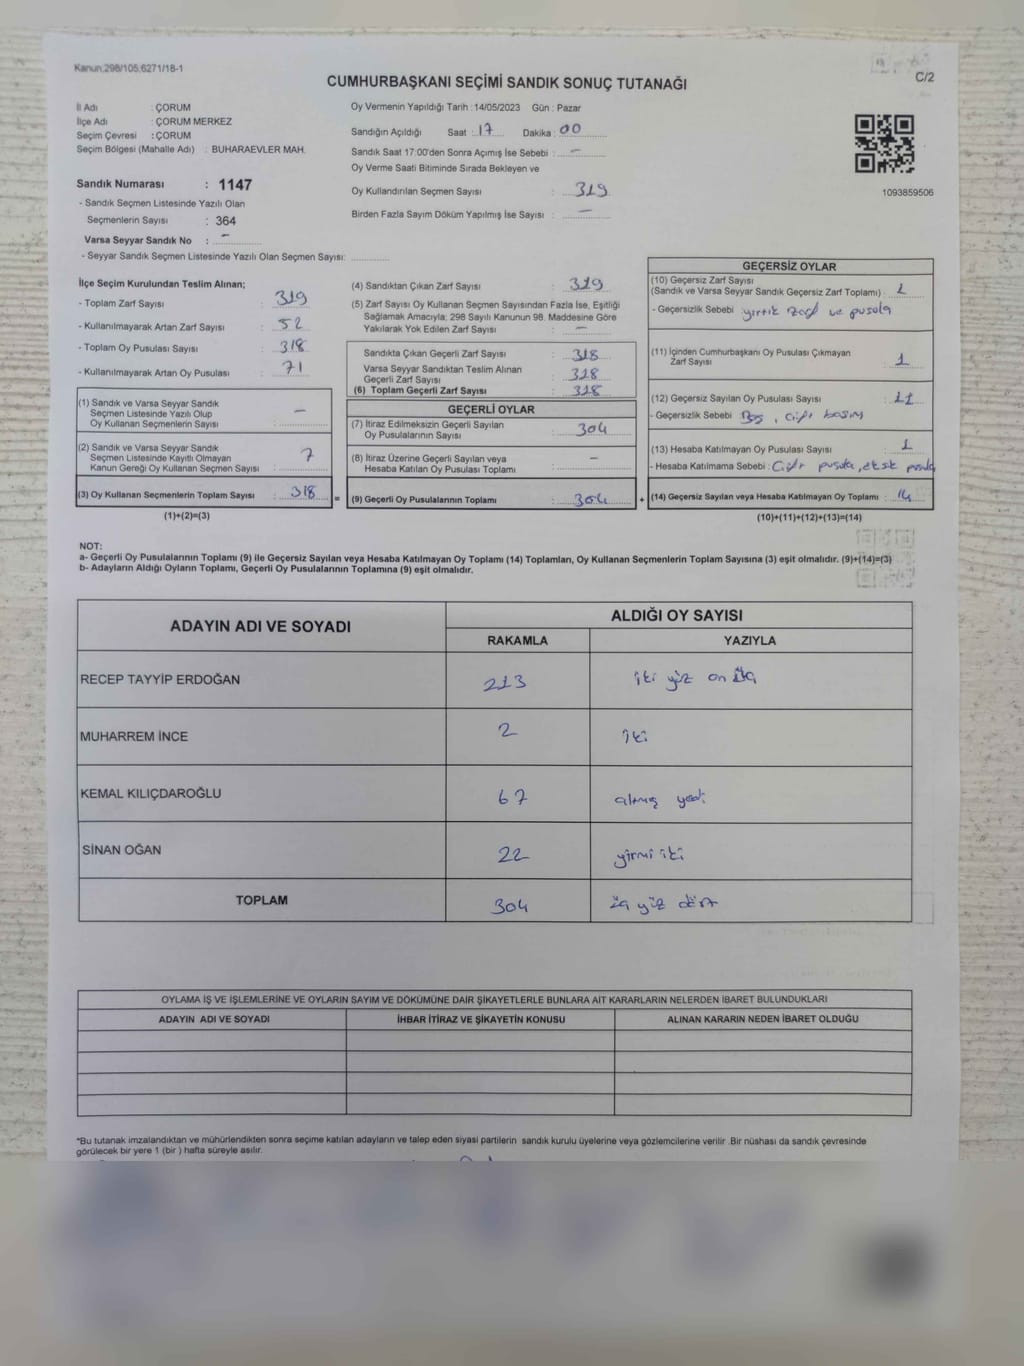 Kanun.298/105,6271/18-1
C/2
CUMHURBAŞKANI SEÇİMİ SANDIK SONUÇ TUTANAĞI
İl Adı : ÇORUM
İlçe Adı : ÇORUM MERKEZ
Seçim Çevresi : ÇORUM
Seçim Bölgesi (Mahalle Adı) : BUHARAEVLER MAH.
Sandık Numarası : 1147
- Sandık Seçmen Listesinde Yazılı Olan
Seçmenlerin Sayısı : 364
Varsa Seyyar Sandık No : -
- Seyyar Sandık Seçmen Listesinde Yazılı Olan Seçmen Sayısı:
Oy Vermenin Yapıldığı Tarih : 14/05/2023 Gün : Pazar
Sandığın Açıldığı Saat : 17 Dakika : 00
Sandık Saat 17:00'den Sonra Açımış İse Sebebi : -
Oy Verme Saati Bitiminde Sırada Bekleyen ve
Oy Kullandırılan Seçmen Sayısı : 319
Birden Fazla Sayım Döküm Yapılmış İse Sayısı : -
1093859506
İlçe Seçim Kurulundan Teslim Alınan;
- Toplam Zarf Sayısı : 319
- Kullanılmayarak Artan Zarf Sayısı : 52
- Toplam Oy Pusulası Sayısı : 318
- Kullanılmayarak Artan Oy Pusulası : 71
(1) Sandık ve Varsa Seyyar Sandık
Seçmen Listesinde Yazılı Olup
Oy Kullanan Seçmenlerin Sayısı : -
(2) Sandık ve Varsa Seyyar Sandık
Seçmen Listesinde Kayıtlı Olmayan
Kanun Gereği Oy Kullanan Seçmen Sayısı : 7
(3) Oy Kullanan Seçmenlerin Toplam Sayısı : 318 =
(1)+(2)=(3)
(4) Sandıktan Çıkan Zarf Sayısı : 319
(5) Zarf Sayısı Oy Kullanan Seçmen Sayısından Fazla İse, Eşitliği
Sağlamak Amacıyla; 298 Sayılı Kanunun 98. Maddesine Göre
Yakılarak Yok Edilen Zarf Sayısı : -
Sandıkta Çıkan Geçerli Zarf Sayısı : 318
Varsa Seyyar Sandıktan Teslim Alınan
Geçerli Zarf Sayısı : 318
(6) Toplam Geçerli Zarf Sayısı : 318
GEÇERLİ OYLAR
(7) İtiraz Edilmeksizin Geçerli Sayılan
Oy Pusulalarının Sayısı : 304
(8) İtiraz Üzerine Geçerli Sayılan veya
Hesaba Katılan Oy Pusulası Toplamı : -
(9) Geçerli Oy Pusulalarının Toplamı : 304 +
GEÇERSİZ OYLAR
(10) Geçersiz Zarf Sayısı
(Sandık ve Varsa Seyyar Sandık Geçersiz Zarf Toplamı) : 1
- Geçersizlik Sebebi : yırtık zarf ve pusula
(11) İçinden Cumhurbaşkanı Oy Pusulası Çıkmayan
Zarf Sayısı : 1
(12) Geçersiz Sayılan Oy Pusulası Sayısı : 11
- Geçersizlik Sebebi : Boş, çift basım
(13) Hesaba Katılmayan Oy Pusulası Sayısı : 1
- Hesaba Katılmama Sebebi : Çift pusula, eksik pusula
(14) Geçersiz Sayılan veya Hesaba Katılmayan Oy Toplamı : 14
(10)+(11)+(12)+(13)=(14)
NOT:
a- Geçerli Oy Pusulalarının Toplamı (9) ile Geçersiz Sayılan veya Hesaba Katılmayan Oy Toplamı (14) Toplamları, Oy Kullanan Seçmenlerin Toplam Sayısına (3) eşit olmalıdır. (9)+(14)=(3)
b- Adayların Aldığı Oyların Toplamı, Geçerli Oy Pusulalarının Toplamına (9) eşit olmalıdır.
ADAYIN ADI VE SOYADI ALDIĞI OY SAYISI
RAKAMLA YAZIYLA
RECEP TAYYİP ERDOĞAN 213 iki yüz on üç
MUHARREM İNCE 2 iki
KEMAL KILIÇDAROĞLU 67 altmış yedi
SİNAN OĞAN 22 yirmi iki
TOPLAM 304 üç yüz dört
OYLAMA İŞ VE İŞLEMLERİNE VE OYLARIN SAYIM VE DÖKÜMÜNE DAİR ŞİKAYETLERLE BUNLARA AİT KARARLARIN NELERDEN İBARET BULUNDUKLARI
ADAYIN ADI VE SOYADI İHBAR İTİRAZ VE ŞİKAYETİN KONUSU ALINAN KARARIN NEDEN İBARET OLDUĞU
*Bu tutanak imzalandıktan ve mühürlendikten sonra seçime katılan adayların ve talep eden siyasi partilerin sandık kurulu üyelerine veya gözlemcilerine verilir .Bir nüshası da sandık çevresinde
görülecek bir yere 1 (bir ) hafta süreyle asılır.